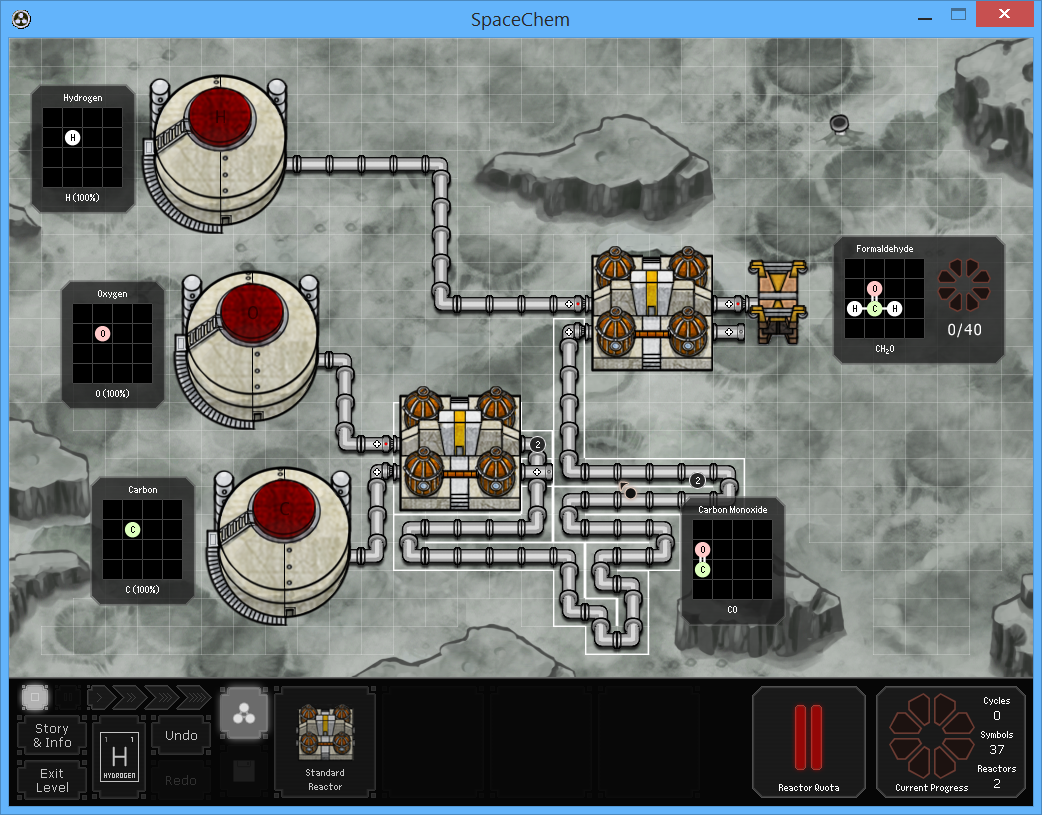 SpaceChem
Hydrogen
H
H (100%)
H
Oxygen
O
O (100%)
O
Carbon
C
C (100%)
C
2
2
Carbon Monoxide
O
C
CO
Formaldehyde
O
H C H
CH₂O
0/40
Story
& Info
Exit
Level
1 1
H
HYDROGEN
Undo
Redo
Standard
Reactor
Reactor Quota
Current Progress
Cycles
0
Symbols
37
Reactors
2